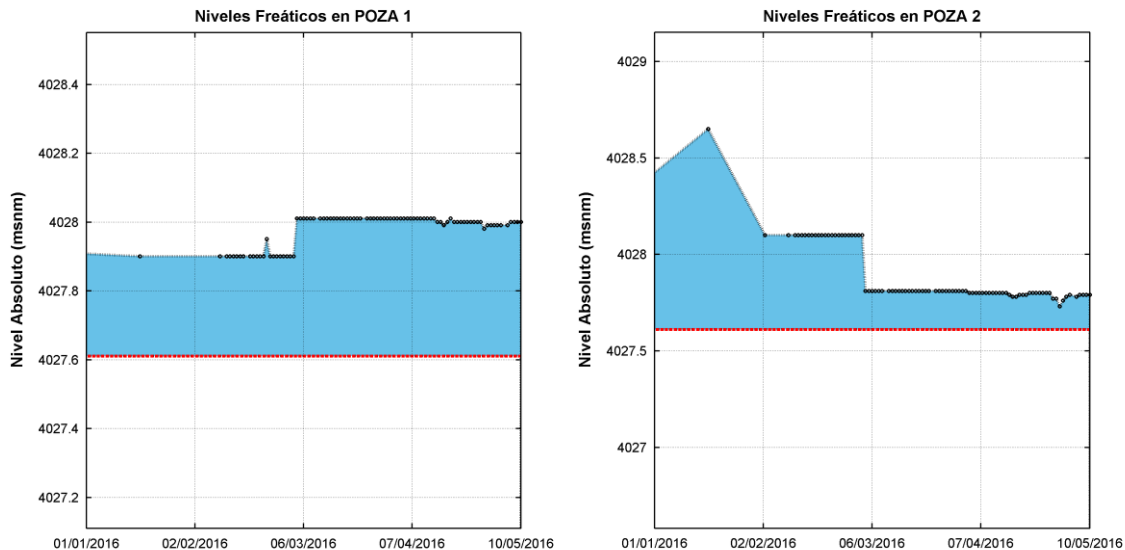 Niveles Freáticos en POZA 1
Nivel Absoluto (msnm)
4028.4
4028.2
4028
4027.8
4027.6
4027.4
4027.2
01/01/2016 02/02/2016 06/03/2016 07/04/2016 10/05/2016
Niveles Freáticos en POZA 2
Nivel Absoluto (msnm)
4029
4028.5
4028
4027.5
4027
01/01/2016 02/02/2016 06/03/2016 07/04/2016 10/05/2016